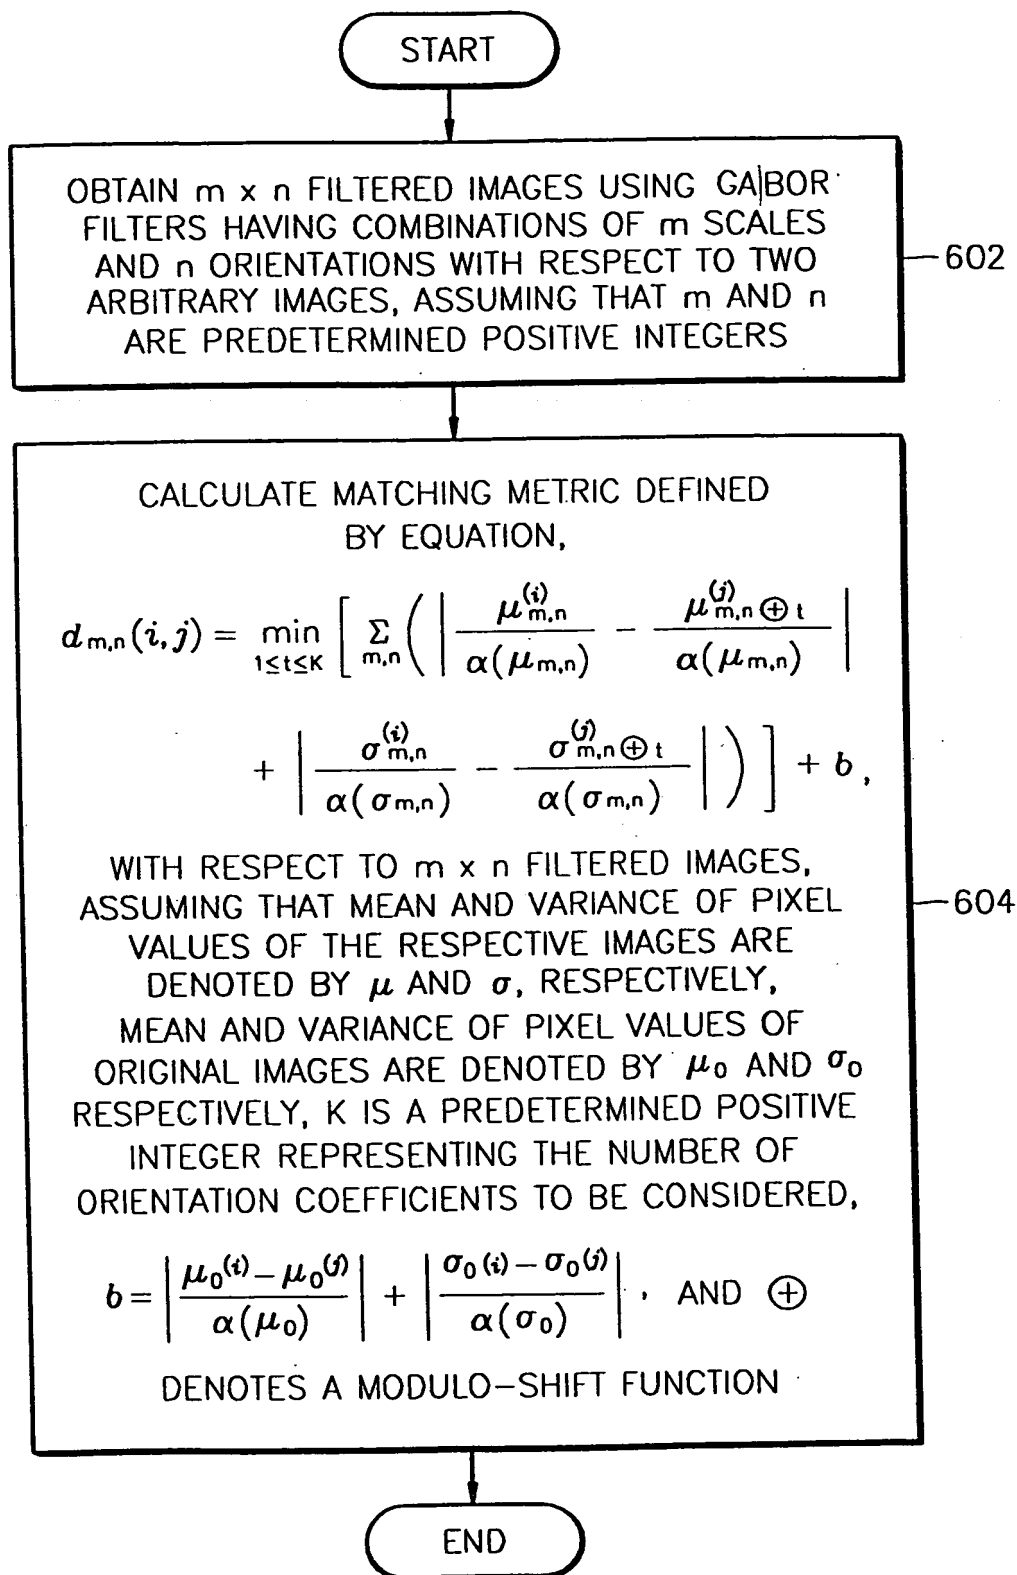 START
OBTAIN m x n FILTERED IMAGES USING GABOR
FILTERS HAVING COMBINATIONS OF m SCALES
AND n ORIENTATIONS WITH RESPECT TO TWO
ARBITRARY IMAGES, ASSUMING THAT m AND n
ARE PREDETERMINED POSITIVE INTEGERS
602
CALCULATE MATCHING METRIC DEFINED
BY EQUATION,
d_{m,n}(i,j) = min_{1≤t≤K} [ Σ_{m,n} ( | μ_{m,n}^{(i)} / α(μ_{m,n}) − μ_{m,n⊕t}^{(j)} / α(μ_{m,n}) |
+ | σ_{m,n}^{(i)} / α(σ_{m,n}) − σ_{m,n⊕t}^{(j)} / α(σ_{m,n}) | ) ] + b,
WITH RESPECT TO m x n FILTERED IMAGES,
ASSUMING THAT MEAN AND VARIANCE OF PIXEL
VALUES OF THE RESPECTIVE IMAGES ARE
DENOTED BY μ AND σ, RESPECTIVELY,
MEAN AND VARIANCE OF PIXEL VALUES OF
ORIGINAL IMAGES ARE DENOTED BY μ₀ AND σ₀
RESPECTIVELY, K IS A PREDETERMINED POSITIVE
INTEGER REPRESENTING THE NUMBER OF
ORIENTATION COEFFICIENTS TO BE CONSIDERED,
b = | (μ₀(i) − μ₀(j)) / α(μ₀) | + | (σ₀(i) − σ₀(j)) / α(σ₀) |, AND ⊕
DENOTES A MODULO-SHIFT FUNCTION
604
END